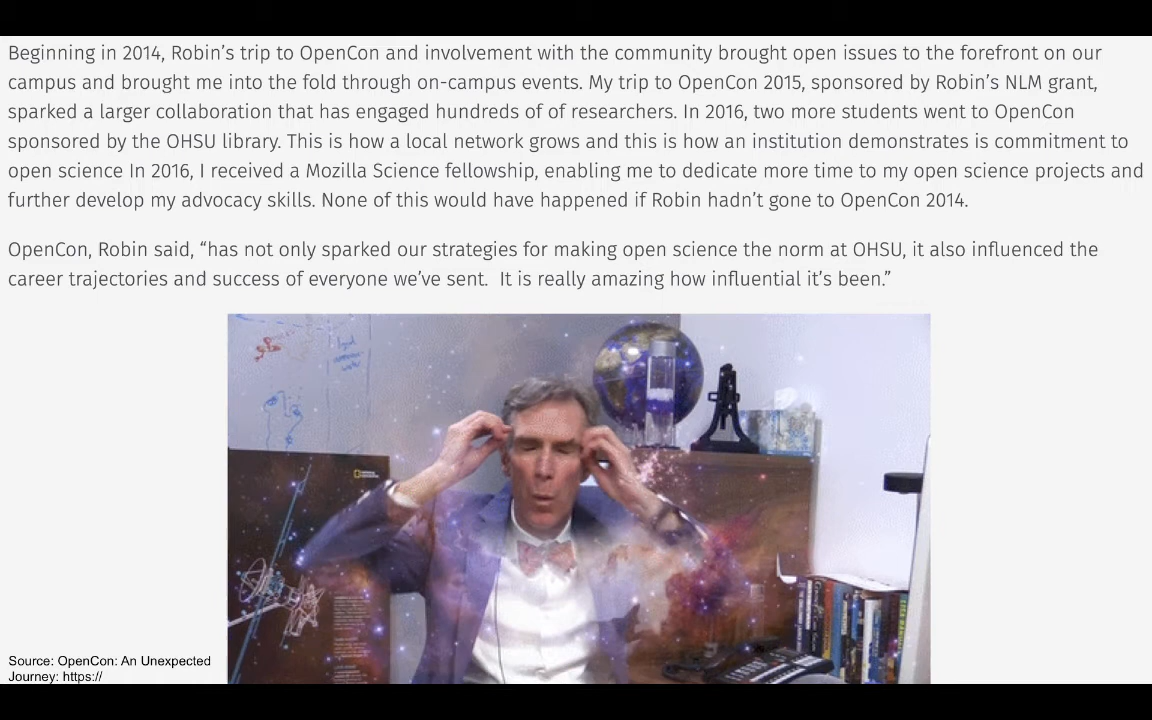 Beginning in 2014, Robin’s trip to OpenCon and involvement with the community brought open issues to the forefront on our
campus and brought me into the fold through on-campus events. My trip to OpenCon 2015, sponsored by Robin’s NLM grant,
sparked a larger collaboration that has engaged hundreds of of researchers. In 2016, two more students went to OpenCon
sponsored by the OHSU library. This is how a local network grows and this is how an institution demonstrates is commitment to
open science In 2016, I received a Mozilla Science fellowship, enabling me to dedicate more time to my open science projects and
further develop my advocacy skills. None of this would have happened if Robin hadn’t gone to OpenCon 2014.
OpenCon, Robin said, “has not only sparked our strategies for making open science the norm at OHSU, it also influenced the
career trajectories and success of everyone we’ve sent.  It is really amazing how influential it’s been.”
Source: OpenCon: An Unexpected
Journey: https://